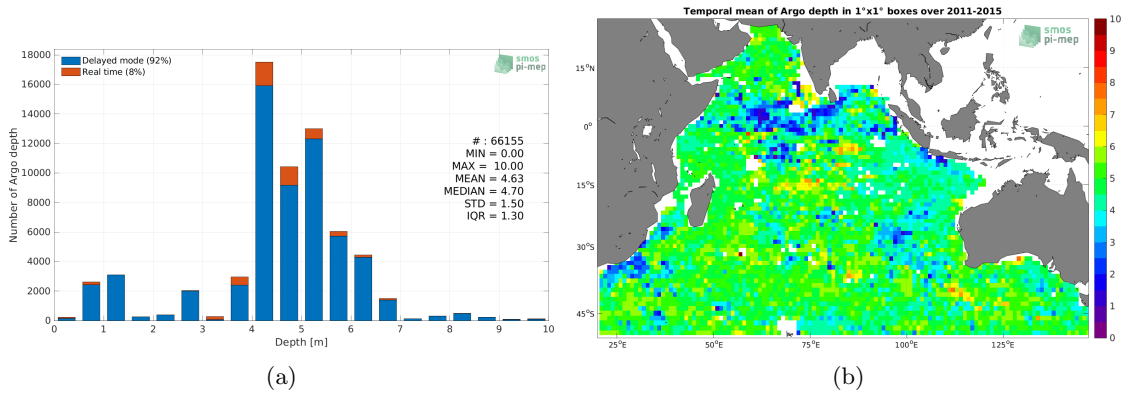 18000
16000
14000
12000
10000
8000
6000
4000
2000
0
Number of Argo depth
Delayed mode (92%)
Real time (8%)
smos
pi-mep
# : 66155
MIN = 0.00
MAX = 10.00
MEAN = 4.63
MEDIAN = 4.70
STD = 1.50
IQR = 1.30
0 1 2 3 4 5 6 7 8 9 10
Depth [m]
(a)
Temporal mean of Argo depth in 1°x1° boxes over 2011-2015
smos
pi-mep
15°N
0°
15°S
30°S
45°S
25°E 50°E 75°E 100°E 125°E
10
9
8
7
6
5
4
3
2
1
0
(b)